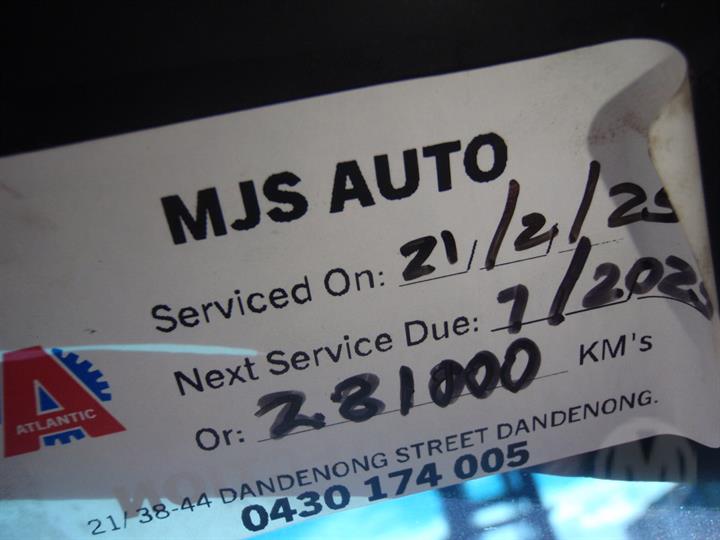 MJS AUTO
Serviced On: 21/2/25
Next Service Due: 7/2025
Or: 281000 KM's
ATLANTIC
21/38-44 DANDENONG STREET DANDENONG.
0430 174 005